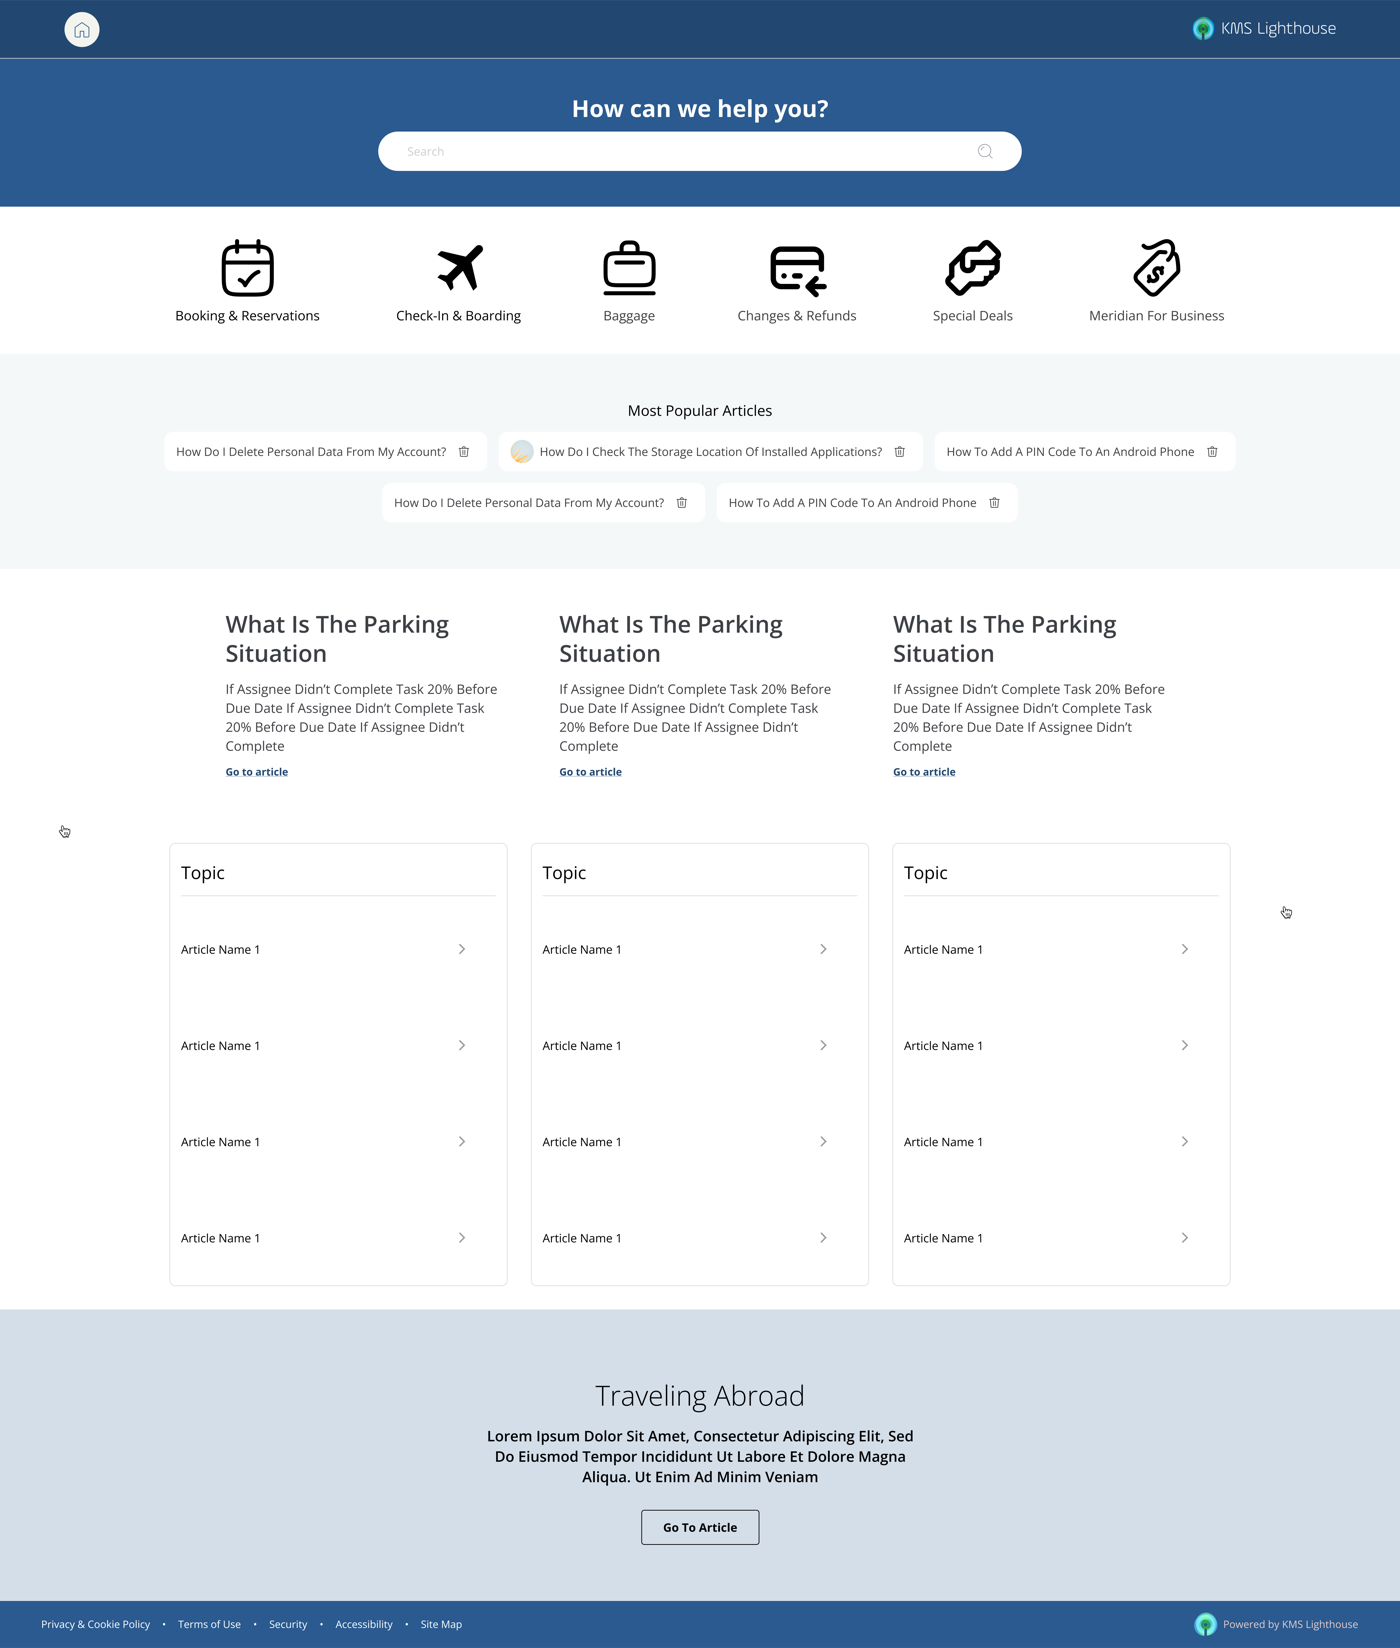 KMS Lighthouse
How can we help you?
Search
Booking & Reservations
Check-In & Boarding
Baggage
Changes & Refunds
Special Deals
Meridian For Business
Most Popular Articles
How Do I Delete Personal Data From My Account?
How Do I Check The Storage Location Of Installed Applications?
How To Add A PIN Code To An Android Phone
How Do I Delete Personal Data From My Account?
How To Add A PIN Code To An Android Phone
What Is The Parking
Situation
If Assignee Didn't Complete Task 20% Before
Due Date If Assignee Didn't Complete Task
20% Before Due Date If Assignee Didn't
Complete
Go to article
What Is The Parking
Situation
If Assignee Didn't Complete Task 20% Before
Due Date If Assignee Didn't Complete Task
20% Before Due Date If Assignee Didn't
Complete
Go to article
What Is The Parking
Situation
If Assignee Didn't Complete Task 20% Before
Due Date If Assignee Didn't Complete Task
20% Before Due Date If Assignee Didn't
Complete
Go to article
Topic
Article Name 1
Article Name 1
Article Name 1
Article Name 1
Topic
Article Name 1
Article Name 1
Article Name 1
Article Name 1
Topic
Article Name 1
Article Name 1
Article Name 1
Article Name 1
Traveling Abroad
Lorem Ipsum Dolor Sit Amet, Consectetur Adipiscing Elit, Sed
Do Eiusmod Tempor Incididunt Ut Labore Et Dolore Magna
Aliqua. Ut Enim Ad Minim Veniam
Go To Article
Privacy & Cookie Policy • Terms of Use • Security • Accessibility • Site Map
Powered by KMS Lighthouse